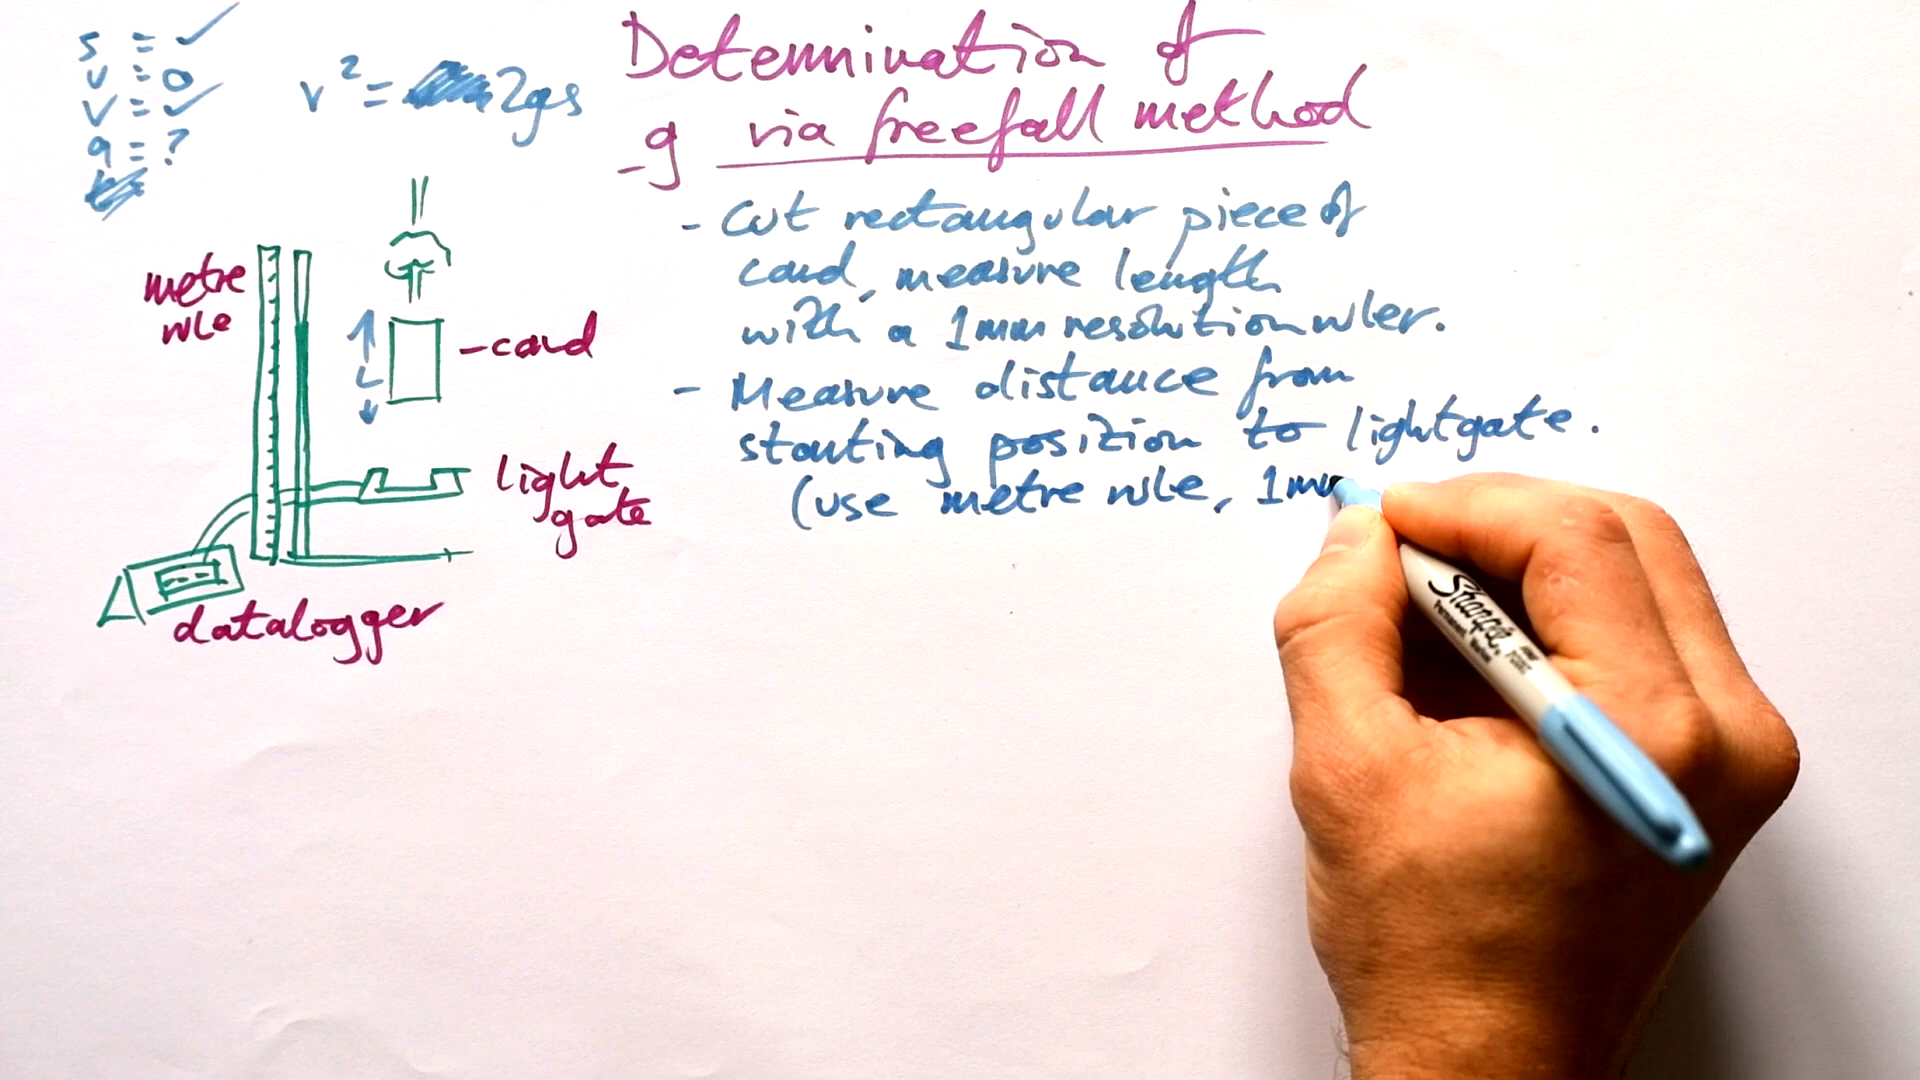 s = ✓
u = 0
v = ✓
a = ?
v² = 2gs
Determination of
g via freefall method
- Cut rectangular piece of
card, measure length
with a 1mm resolution ruler.
- Measure distance from
starting position to lightgate.
(use metre rule, 1mm
metre
rule
L
-card
light
gate
datalogger
Sharpie